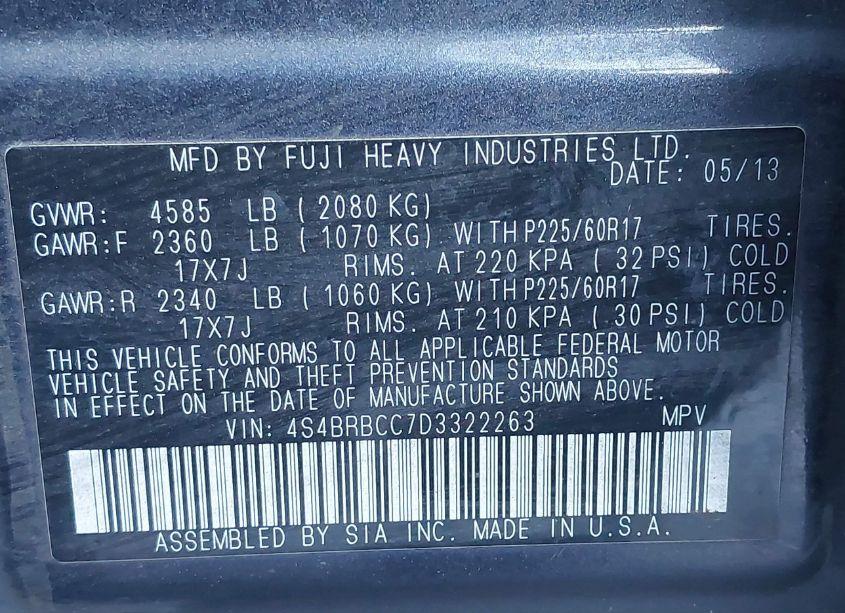 MFD BY FUJI HEAVY INDUSTRIES LTD.
DATE: 05/13
GVWR: 4585 LB ( 2080 KG)
GAWR:F 2360 LB ( 1070 KG) WITH P225/60R17 TIRES.
17X7J RIMS. AT 220 KPA ( 32 PSI) COLD
GAWR:R 2340 LB ( 1060 KG) WITH P225/60R17 TIRES.
17X7J RIMS. AT 210 KPA ( 30 PSI) COLD
THIS VEHICLE CONFORMS TO ALL APPLICABLE FEDERAL MOTOR
VEHICLE SAFETY AND THEFT PREVENTION STANDARDS
IN EFFECT ON THE DATE OF MANUFACTURE SHOWN ABOVE.
VIN: 4S4BRBCC7D3322263 MPV
ASSEMBLED BY SIA INC. MADE IN U.S.A.